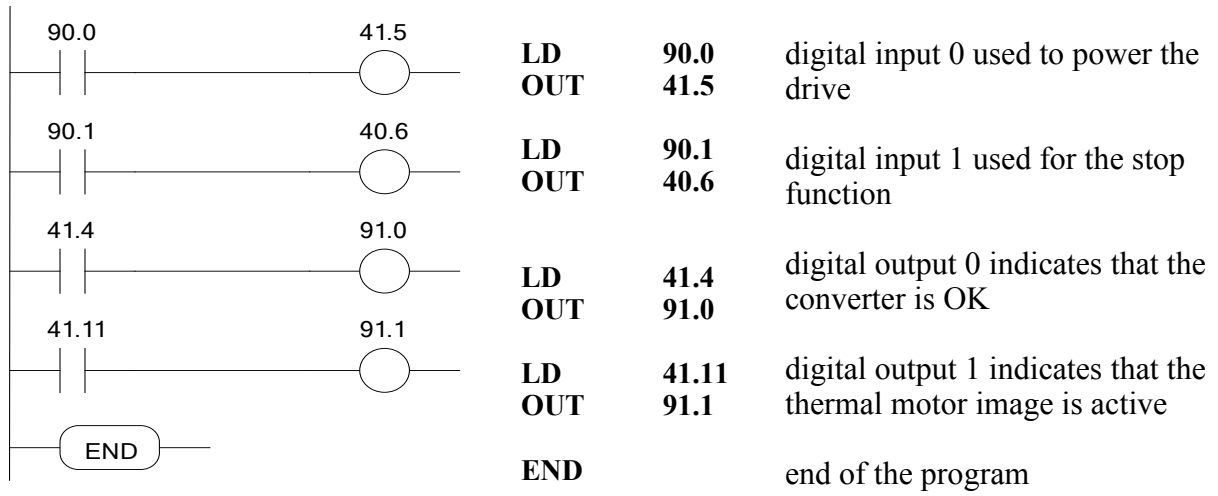 90.0 41.5
90.1 40.6
41.4 91.0
41.11 91.1
END
LD 90.0 digital input 0 used to power the
OUT 41.5 drive
LD 90.1 digital input 1 used for the stop
OUT 40.6 function
LD 41.4 digital output 0 indicates that the
OUT 91.0 converter is OK
LD 41.11 digital output 1 indicates that the
OUT 91.1 thermal motor image is active
END end of the program